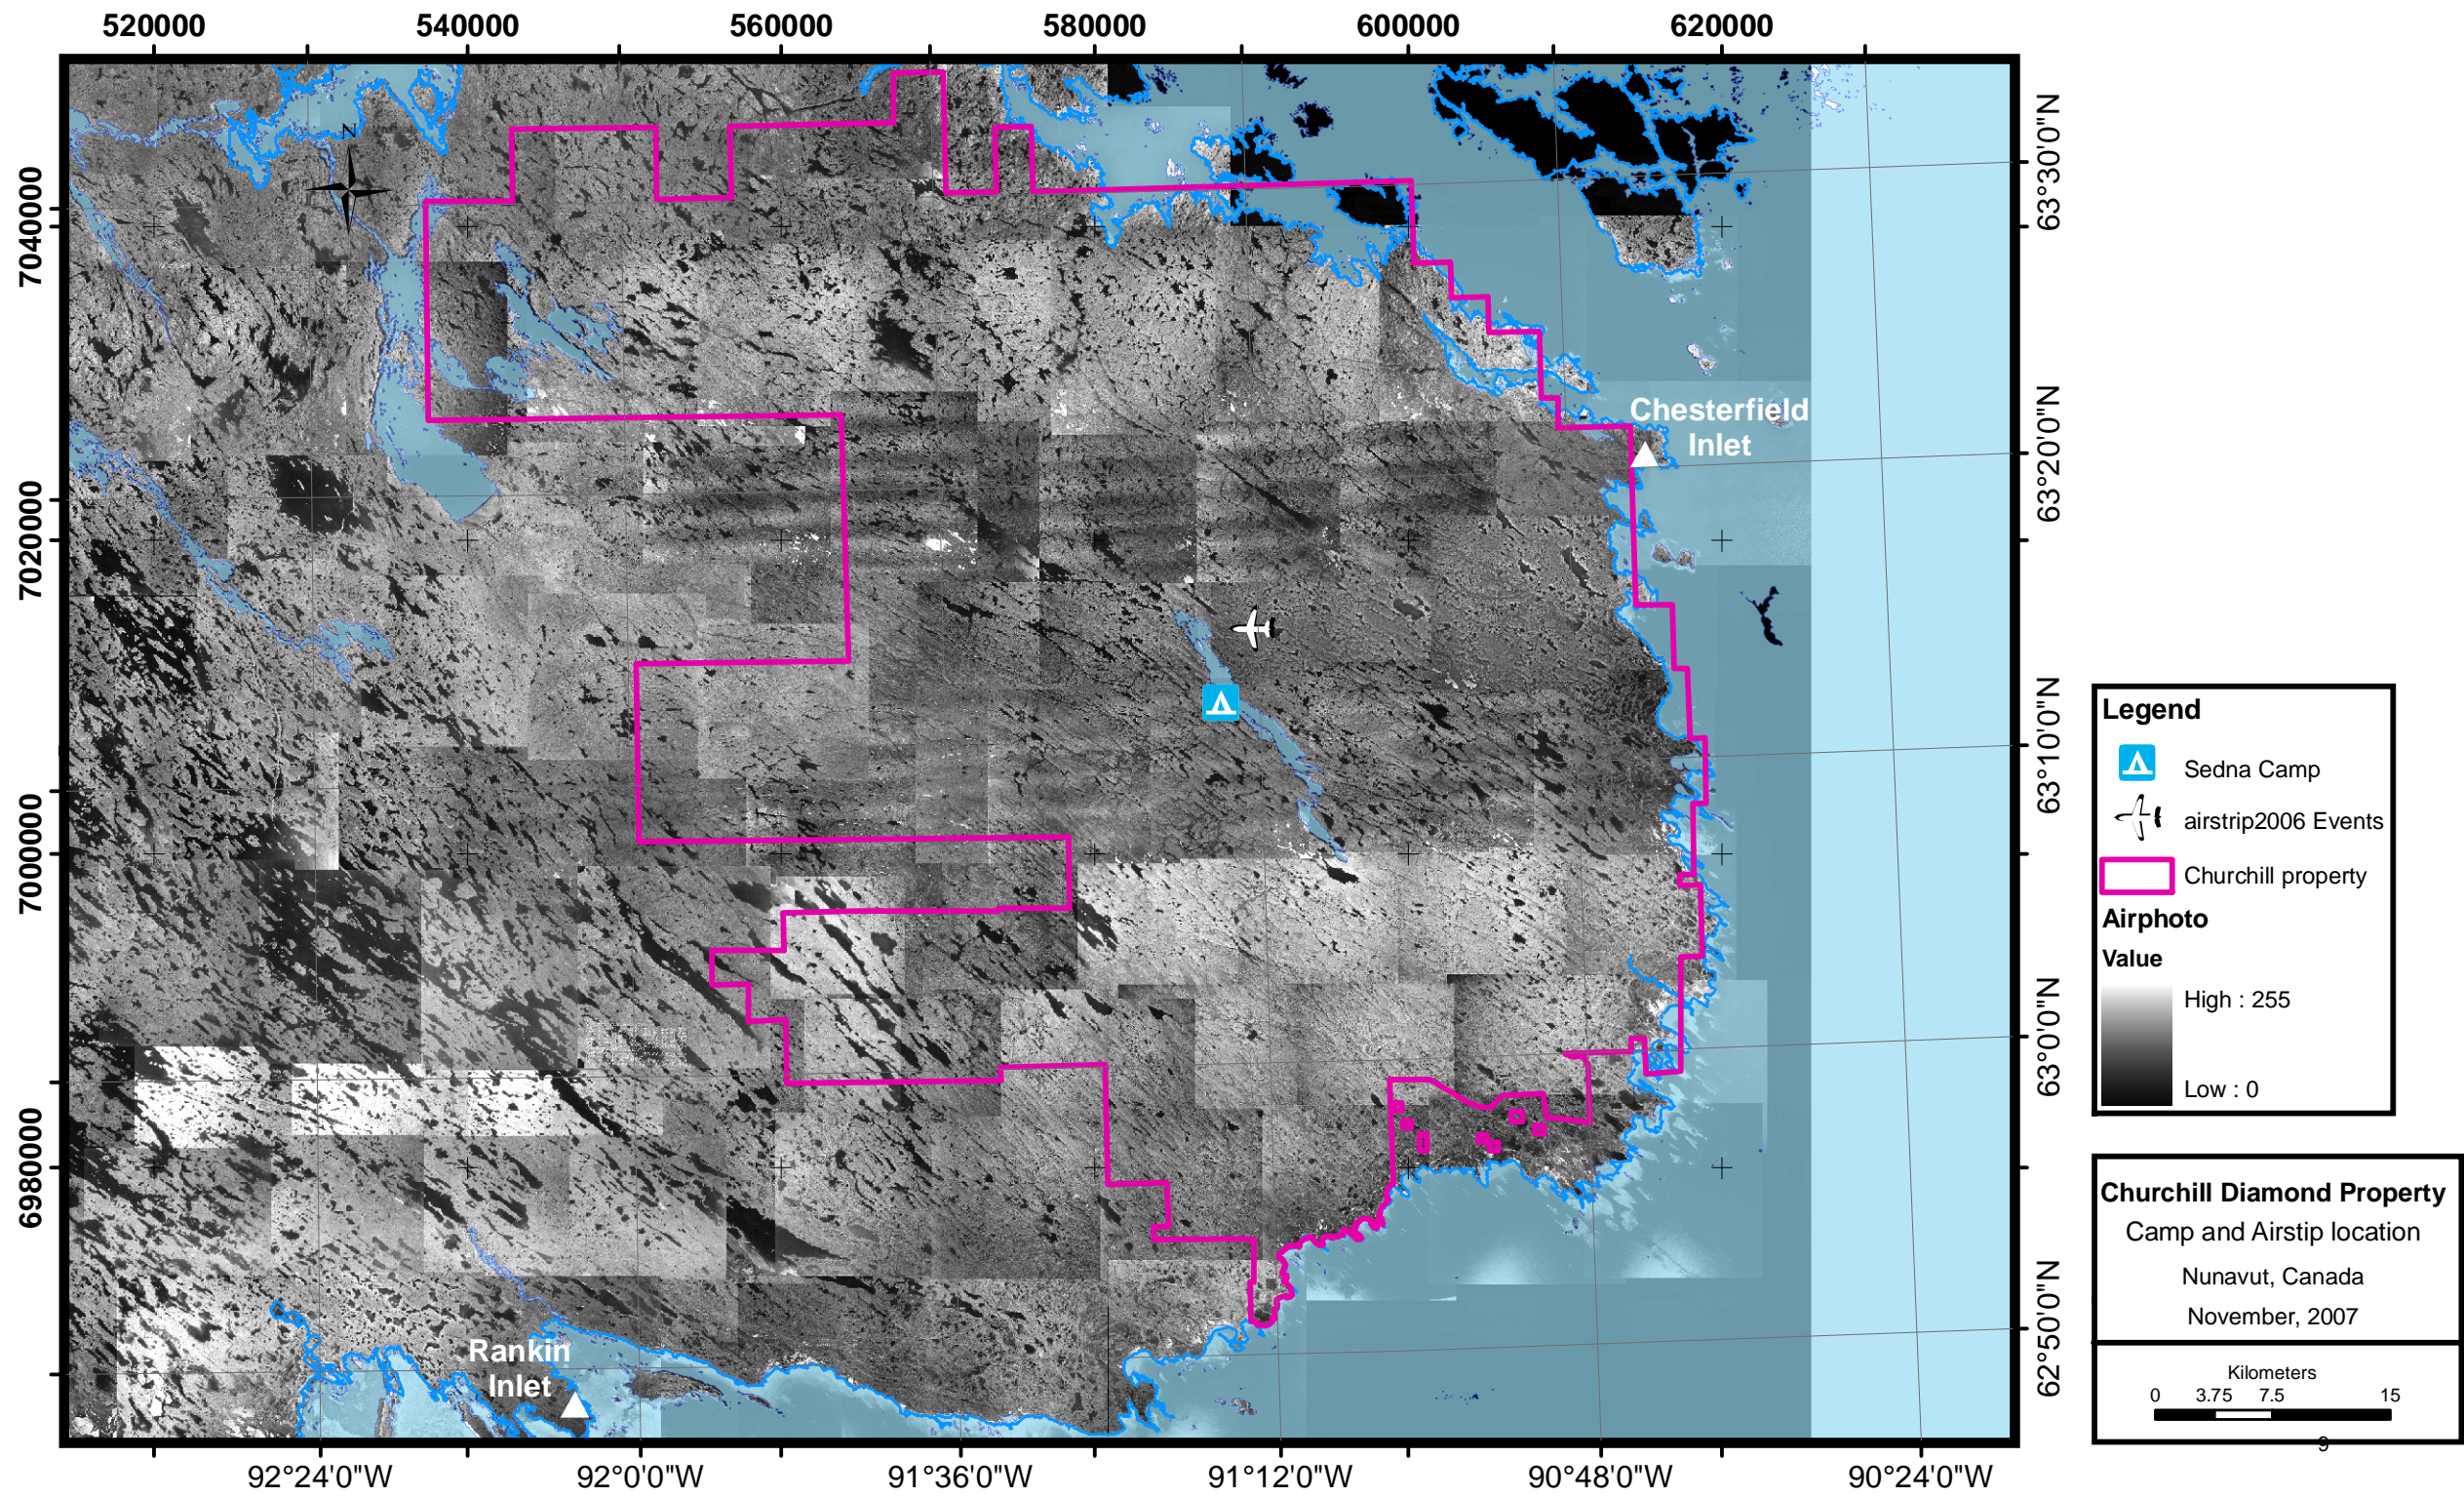 520000 540000 560000 580000 600000 620000
N
7040000
7020000
7000000
6980000
63°30'0"N
63°20'0"N
63°10'0"N
63°0'0"N
62°50'0"N
Chesterfield
Inlet
Rankin
Inlet
92°24'0"W 92°0'0"W 91°36'0"W 91°12'0"W 90°48'0"W 90°24'0"W
Legend
Sedna Camp
airstrip2006 Events
Churchill property
Airphoto
Value
High : 255
Low : 0
Churchill Diamond Property
Camp and Airstip location
Nunavut, Canada
November, 2007
Kilometers
0 3.75 7.5 15
9